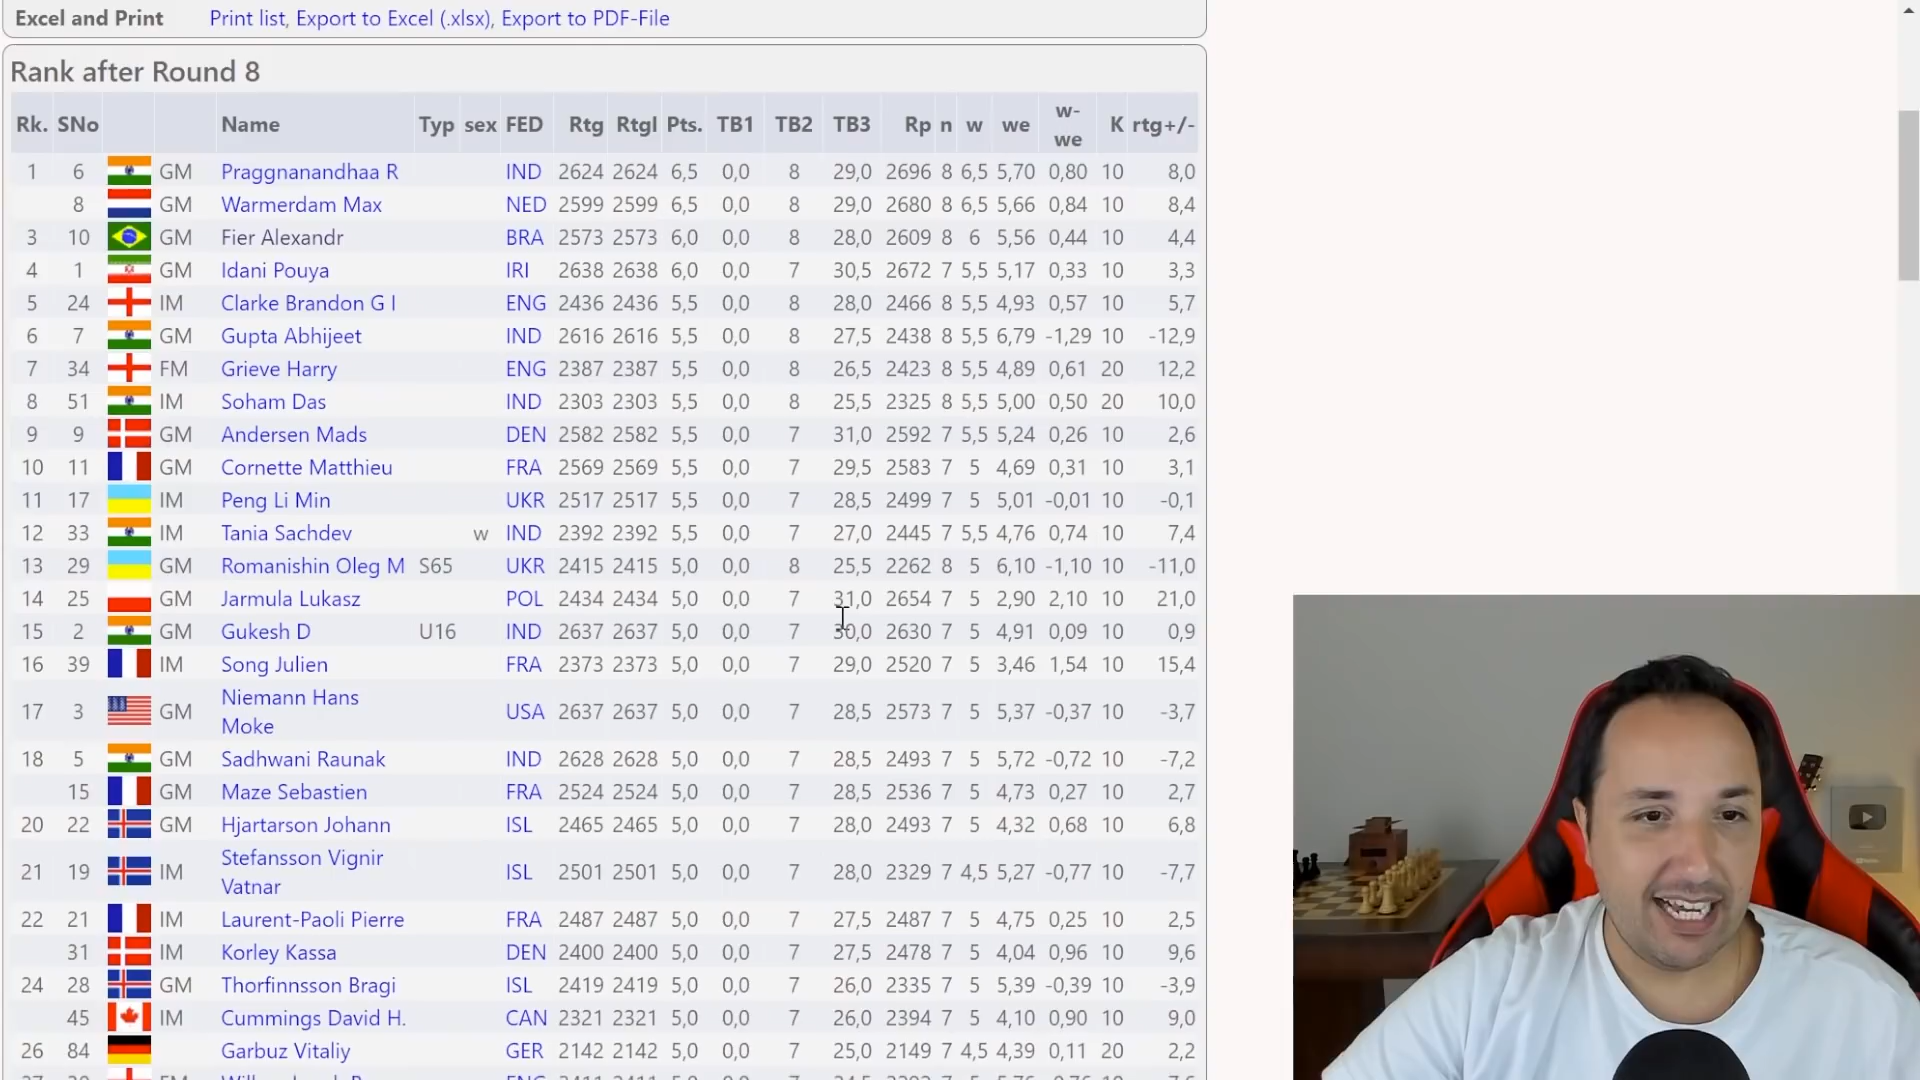 Excel and Print Print list, Export to Excel (.xlsx), Export to PDF-File
Rank after Round 8
Rk. SNo Name Typ sex FED Rtg RtgI Pts. TB1 TB2 TB3 Rp n w we w-we K rtg+/-
1 6 GM Praggnanandhaa R IND 2624 2624 6,5 0,0 8 29,0 2696 8 6,5 5,70 0,80 10 8,0
8 GM Warmerdam Max NED 2599 2599 6,5 0,0 8 29,0 2680 8 6,5 5,66 0,84 10 8,4
3 10 GM Fier Alexandr BRA 2573 2573 6,0 0,0 8 28,0 2609 8 6 5,56 0,44 10 4,4
4 1 GM Idani Pouya IRI 2638 2638 6,0 0,0 7 30,5 2672 7 5,5 5,17 0,33 10 3,3
5 24 IM Clarke Brandon G I ENG 2436 2436 5,5 0,0 8 28,0 2466 8 5,5 4,93 0,57 10 5,7
6 7 GM Gupta Abhijeet IND 2616 2616 5,5 0,0 8 27,5 2438 8 5,5 6,79 -1,29 10 -12,9
7 34 FM Grieve Harry ENG 2387 2387 5,5 0,0 8 26,5 2423 8 5,5 4,89 0,61 20 12,2
8 51 IM Soham Das IND 2303 2303 5,5 0,0 8 25,5 2325 8 5,5 5,00 0,50 20 10,0
9 9 GM Andersen Mads DEN 2582 2582 5,5 0,0 7 31,0 2592 7 5,5 5,24 0,26 10 2,6
10 11 GM Cornette Matthieu FRA 2569 2569 5,5 0,0 7 29,5 2583 7 5 4,69 0,31 10 3,1
11 17 IM Peng Li Min UKR 2517 2517 5,5 0,0 7 28,5 2499 7 5 5,01 -0,01 10 -0,1
12 33 IM Tania Sachdev w IND 2392 2392 5,5 0,0 7 27,0 2445 7 5,5 4,76 0,74 10 7,4
13 29 GM Romanishin Oleg M S65 UKR 2415 2415 5,0 0,0 8 25,5 2262 8 5 6,10 -1,10 10 -11,0
14 25 GM Jarmula Lukasz POL 2434 2434 5,0 0,0 7 31,0 2654 7 5 2,90 2,10 10 21,0
15 2 GM Gukesh D U16 IND 2637 2637 5,0 0,0 7 30,0 2630 7 5 4,91 0,09 10 0,9
16 39 IM Song Julien FRA 2373 2373 5,0 0,0 7 29,0 2520 7 5 3,46 1,54 10 15,4
17 3 GM Niemann Hans Moke USA 2637 2637 5,0 0,0 7 28,5 2573 7 5 5,37 -0,37 10 -3,7
18 5 GM Sadhwani Raunak IND 2628 2628 5,0 0,0 7 28,5 2493 7 5 5,72 -0,72 10 -7,2
15 GM Maze Sebastien FRA 2524 2524 5,0 0,0 7 28,5 2536 7 5 4,73 0,27 10 2,7
20 22 GM Hjartarson Johann ISL 2465 2465 5,0 0,0 7 28,0 2493 7 5 4,32 0,68 10 6,8
21 19 IM Stefansson Vignir Vatnar ISL 2501 2501 5,0 0,0 7 28,0 2329 7 4,5 5,27 -0,77 10 -7,7
22 21 IM Laurent-Paoli Pierre FRA 2487 2487 5,0 0,0 7 27,5 2487 7 5 4,75 0,25 10 2,5
31 IM Korley Kassa DEN 2400 2400 5,0 0,0 7 27,5 2478 7 5 4,04 0,96 10 9,6
24 28 GM Thorfinnsson Bragi ISL 2419 2419 5,0 0,0 7 26,0 2335 7 5 5,39 -0,39 10 -3,9
45 IM Cummings David H. CAN 2321 2321 5,0 0,0 7 26,0 2394 7 5 4,10 0,90 10 9,0
26 84 Garbuz Vitaliy GER 2142 2142 5,0 0,0 7 25,0 2149 7 4,5 4,39 0,11 20 2,2